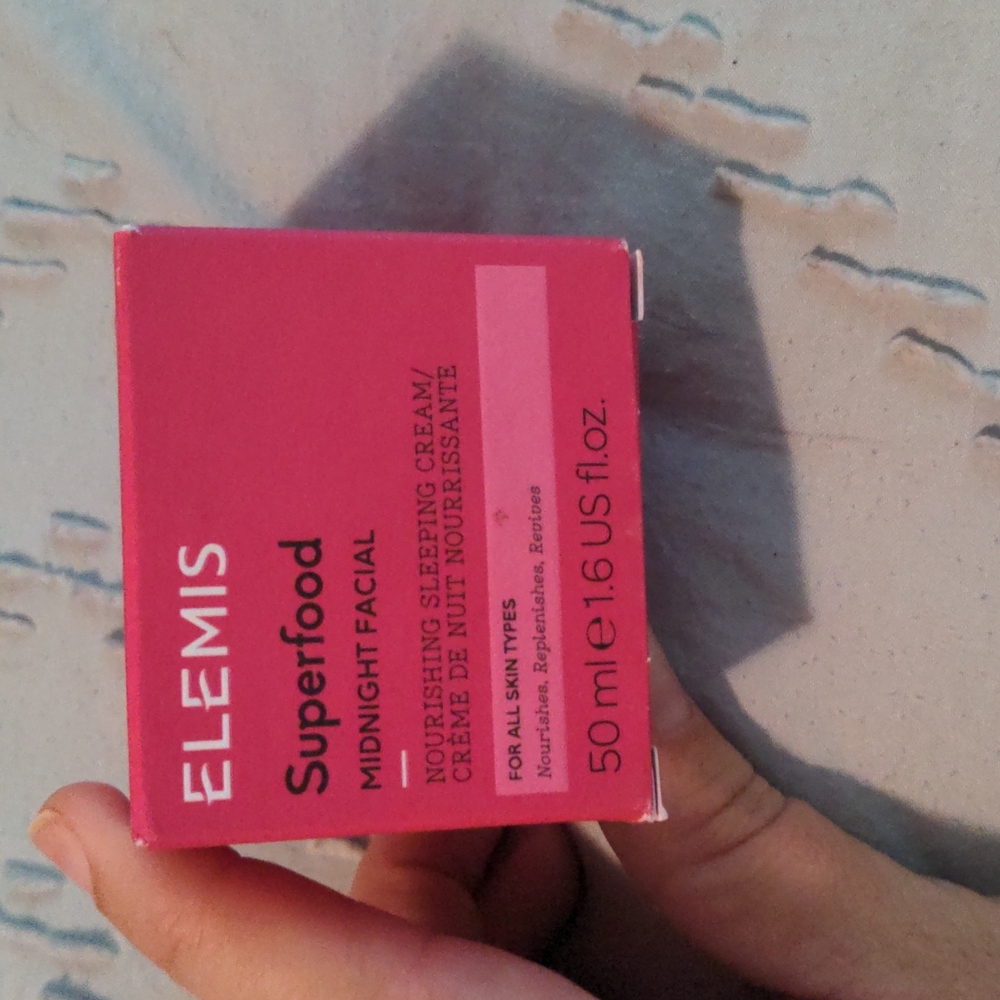 ELEMIS
Superfood
MIDNIGHT FACIAL
NOURISHING SLEEPING CREAM/
CRÈME DE NUIT NOURRISSANTE
FOR ALL SKIN TYPES
Nourishes, Replenishes, Revives
50 ml ℮ 1.6 US fl.oz.